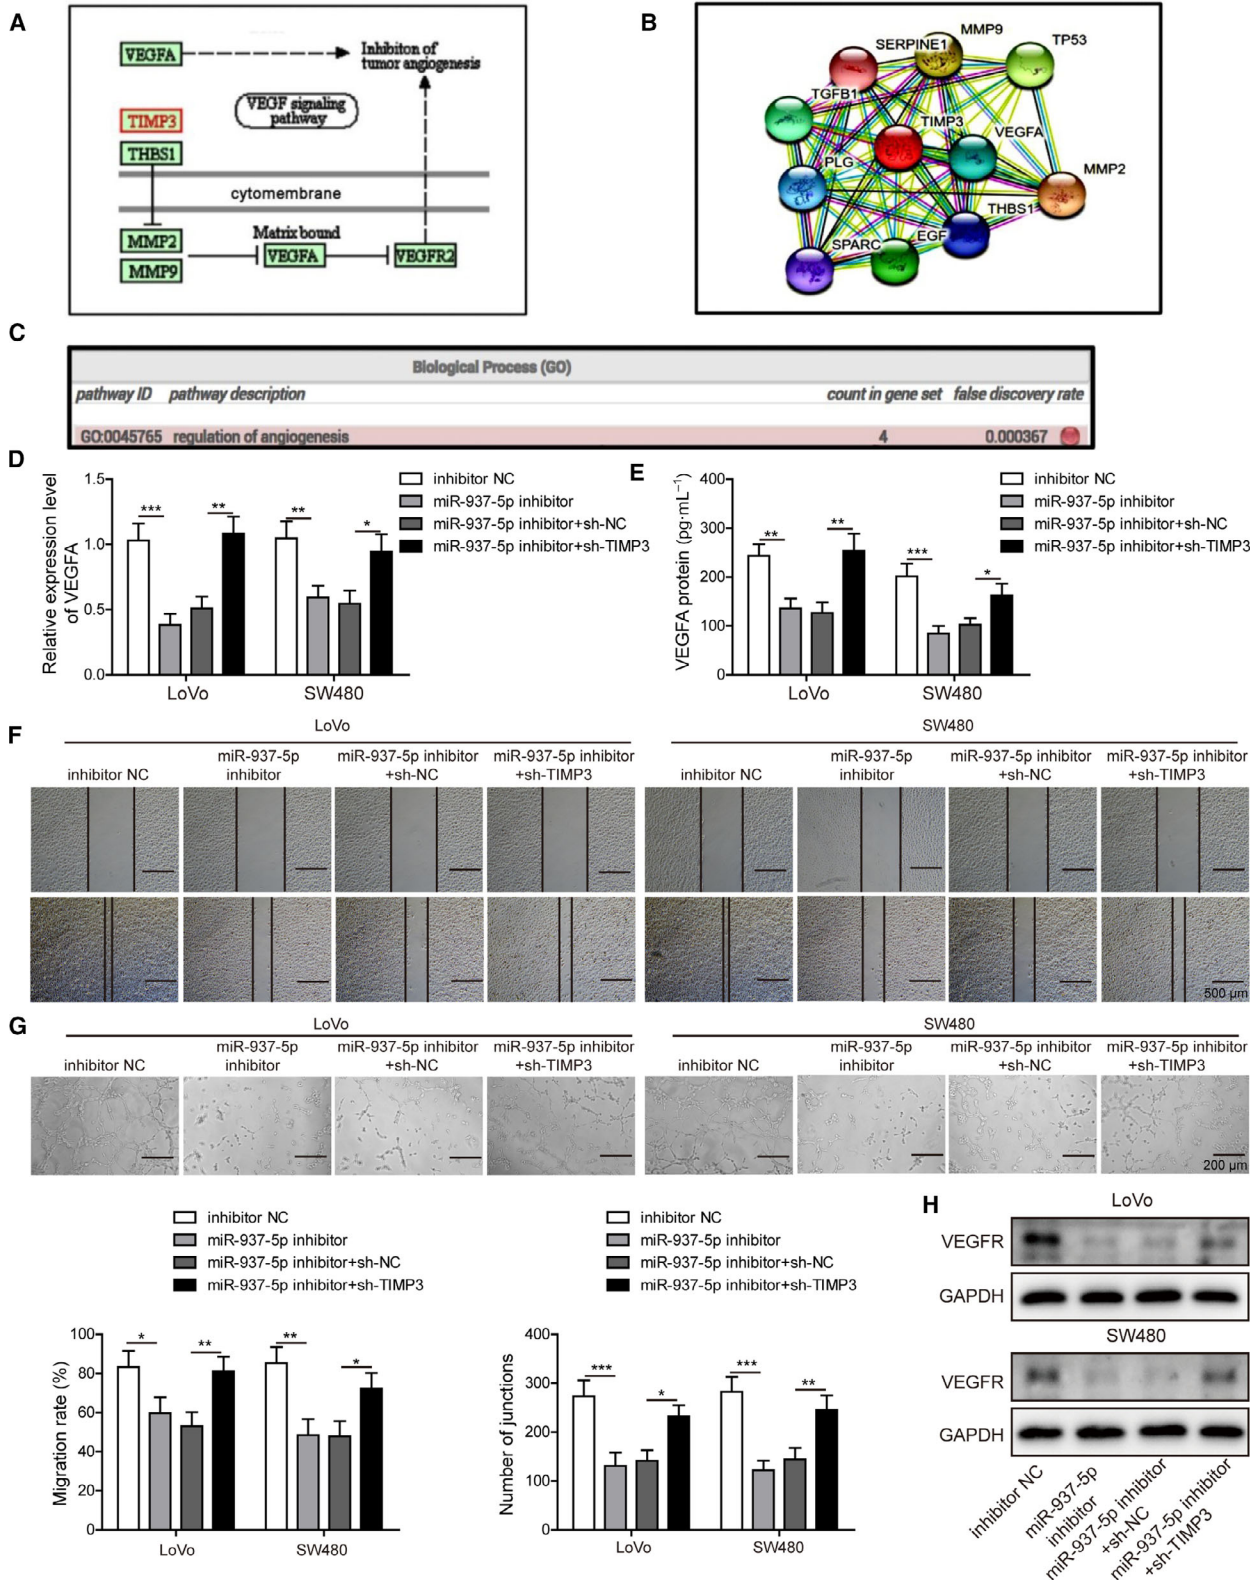 A
VEGFA
Inhibiton of
tumor angiogenesis
VEGF signaling
pathway
TIMP3
THBS1
cytomembrane
MMP2
Matrix bound
VEGFA
VEGFR2
MMP9
B
MMP9
SERPINE1
TP53
TGFB1
TIMP3
VEGFA
PLG
MMP2
THBS1
EGF
SPARC
C
Biological Process (GO)
pathway ID pathway description count in gene set false discovery rate
GO:0045765 regulation of angiogenesis 4 0.000367
D
Relative expression level
of VEGFA
1.5
1.0
0.5
0.0
*** ** ** *
LoVo SW480
inhibitor NC
miR-937-5p inhibitor
miR-937-5p inhibitor+sh-NC
miR-937-5p inhibitor+sh-TIMP3
E
VEGFA protein (pg·mL−1)
400
300
200
100
0
** ** *** *
LoVo SW480
inhibitor NC
miR-937-5p inhibitor
miR-937-5p inhibitor+sh-NC
miR-937-5p inhibitor+sh-TIMP3
F
LoVo SW480
inhibitor NC
miR-937-5p
inhibitor
miR-937-5p inhibitor
+sh-NC
miR-937-5p inhibitor
+sh-TIMP3
inhibitor NC
miR-937-5p
inhibitor
miR-937-5p inhibitor
+sh-NC
miR-937-5p inhibitor
+sh-TIMP3
500 μm
G
LoVo SW480
inhibitor NC
miR-937-5p
inhibitor
miR-937-5p inhibitor
+sh-NC
miR-937-5p inhibitor
+sh-TIMP3
inhibitor NC
miR-937-5p
inhibitor
miR-937-5p inhibitor
+sh-NC
miR-937-5p inhibitor
+sh-TIMP3
200 μm
inhibitor NC
miR-937-5p inhibitor
miR-937-5p inhibitor+sh-NC
miR-937-5p inhibitor+sh-TIMP3
Migration rate (%)
100
80
60
40
20
0
* ** ** *
LoVo SW480
inhibitor NC
miR-937-5p inhibitor
miR-937-5p inhibitor+sh-NC
miR-937-5p inhibitor+sh-TIMP3
Number of junctions
400
300
200
100
0
*** * *** **
LoVo SW480
H
LoVo
VEGFR
GAPDH
SW480
VEGFR
GAPDH
inhibitor NC
miR-937-5p
inhibitor
miR-937-5p inhibitor
+sh-NC
miR-937-5p inhibitor
+sh-TIMP3